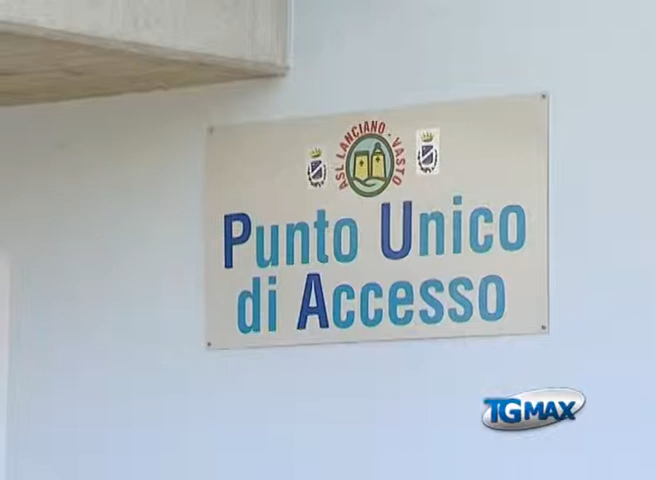 ASL LANCIANO - VASTO
Punto Unico
di Accesso
TGMAX